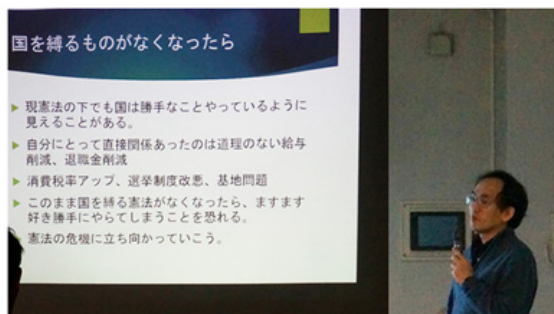 国を縛るものがなくなったら
現憲法の下でも国は勝手なことやっているように
見えることがある。
自分にとって直接関係あったのは道理のない給与
削減、退職金削減
消費税率アップ、選挙制度改悪、基地問題
このまま国を縛る憲法がなくなったら、ますます
好き勝手にやらてしまうことを恐れる。
憲法の危機に立ち向かっていこう。